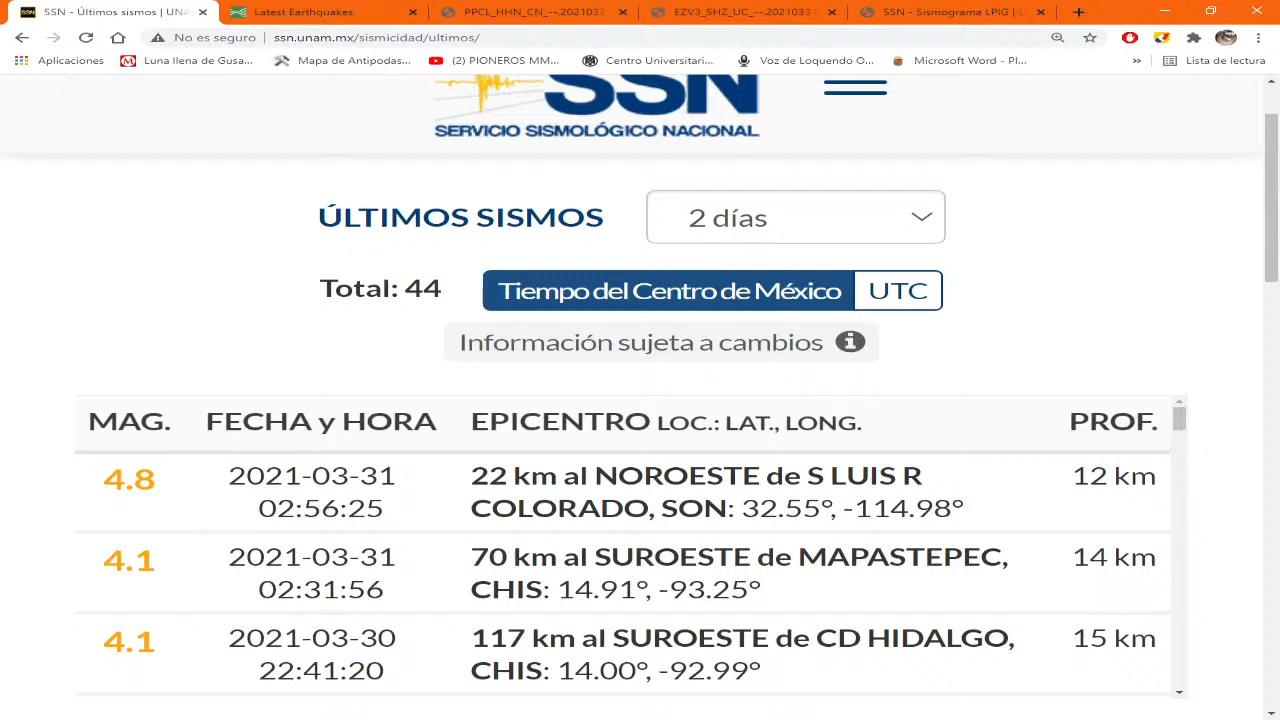 SSN - Últimos sismos | UNA
Latest Earthquakes
PPCL_HHN_CN_--.2021033
EZV3_SHZ_UC_--.2021033
SSN - Sismograma LPIG | U
No es seguro | ssn.unam.mx/sismicidad/ultimos/
Aplicaciones
Luna llena de Gusa...
Mapa de Antipodas...
(2) PIONEROS MM...
Centro Universitari...
Voz de Loquendo O...
Microsoft Word - Pl...
»
Lista de lectura
SSN
SERVICIO SISMOLÓGICO NACIONAL
ÚLTIMOS SISMOS
2 días
Total: 44
Tiempo del Centro de México
UTC
Información sujeta a cambios
MAG. FECHA y HORA EPICENTRO LOC.: LAT., LONG. PROF.
4.8 2021-03-31 22 km al NOROESTE de S LUIS R 12 km
02:56:25 COLORADO, SON: 32.55°, -114.98°
4.1 2021-03-31 70 km al SUROESTE de MAPASTEPEC, 14 km
02:31:56 CHIS: 14.91°, -93.25°
4.1 2021-03-30 117 km al SUROESTE de CD HIDALGO, 15 km
22:41:20 CHIS: 14.00°, -92.99°